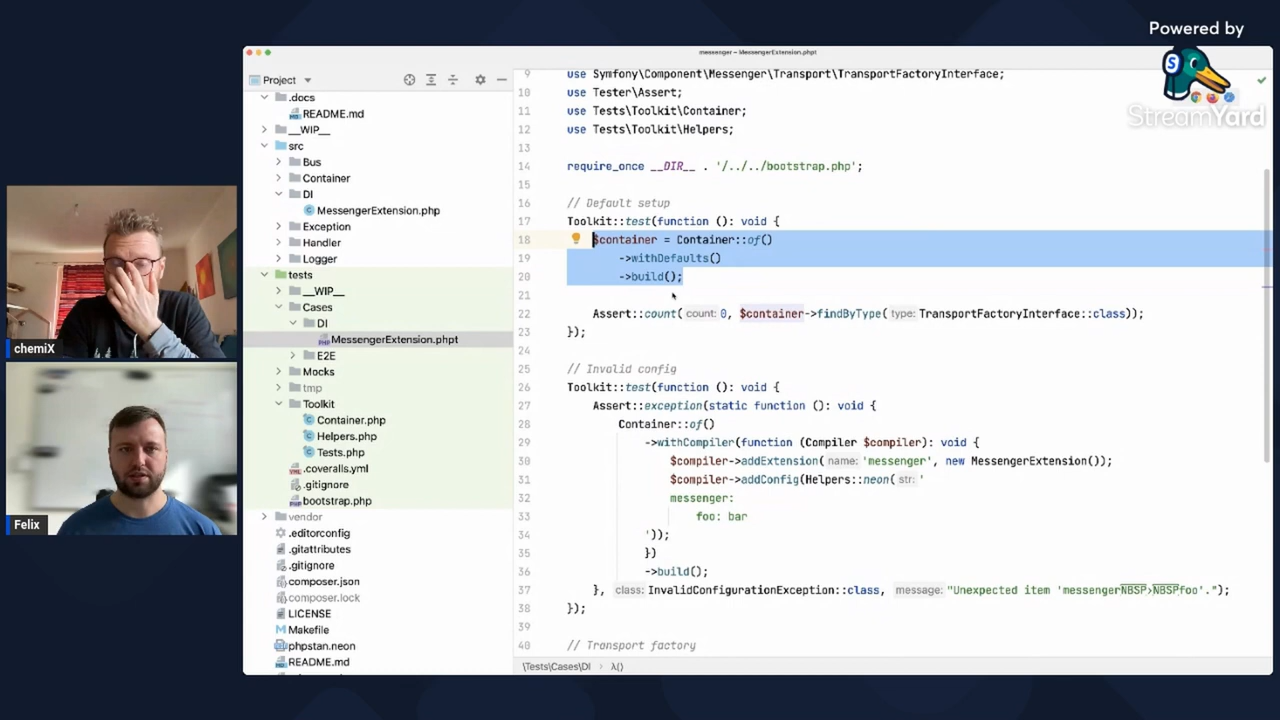 Powered by
StreamYard
chemiX
Felix
messenger – MessengerExtension.phpt
Project
.docs
README.md
__WIP__
src
Bus
Container
DI
MessengerExtension.php
Exception
Handler
Logger
tests
__WIP__
Cases
DI
MessengerExtension.phpt
E2E
Mocks
tmp
Toolkit
Container.php
Helpers.php
Tests.php
.coveralls.yml
.gitignore
bootstrap.php
vendor
.editorconfig
.gitattributes
.gitignore
composer.json
composer.lock
LICENSE
Makefile
phpstan.neon
README.md
9 use Symfony\Component\Messenger\Transport\TransportFactoryInterface;
10 use Tester\Assert;
11 use Tests\Toolkit\Container;
12 use Tests\Toolkit\Helpers;
13
14 require_once __DIR__ . '/../../bootstrap.php';
15
16 // Default setup
17 Toolkit::test(function (): void {
18 $container = Container::of()
19 ->withDefaults()
20 ->build();
21
22 Assert::count( count: 0, $container->findByType( type: TransportFactoryInterface::class));
23 });
24
25 // Invalid config
26 Toolkit::test(function (): void {
27 Assert::exception(static function (): void {
28 Container::of()
29 ->withCompiler(function (Compiler $compiler): void {
30 $compiler->addExtension( name: 'messenger', new MessengerExtension());
31 $compiler->addConfig(Helpers::neon( str: '
32 messenger:
33 foo: bar
34 '));
35 })
36 ->build();
37 }, class: InvalidConfigurationException::class, message: "Unexpected item 'messengerNBSP›NBSPfoo'.");
38 });
39
40 // Transport factory
\Tests\Cases\DI › λ()